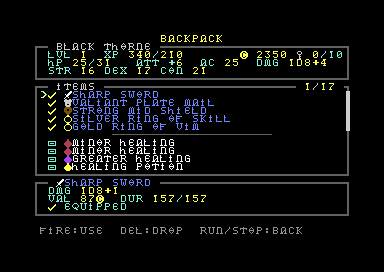 BACKPACK
BLACK THORNE
LVL 1 XP 340/210 2350 0/10
HP 25/31 ATT +6 AC 25 DMG 1D8+4
STR 16 DEX 17 CON 21
ITEMS 1/17
SHARP SWORD
VALIANT PLATE MAIL
STRONG MID SHIELD
SILVER RING OF SKILL
GOLD RING OF VIM
MINOR HEALING
MINOR HEALING
GREATER HEALING
HEALING POTION
SHARP SWORD
DMG 1D8+1
VAL 87 DUR 157/157
EQUIPPED
FIRE:USE DEL:DROP RUN/STOP:BACK